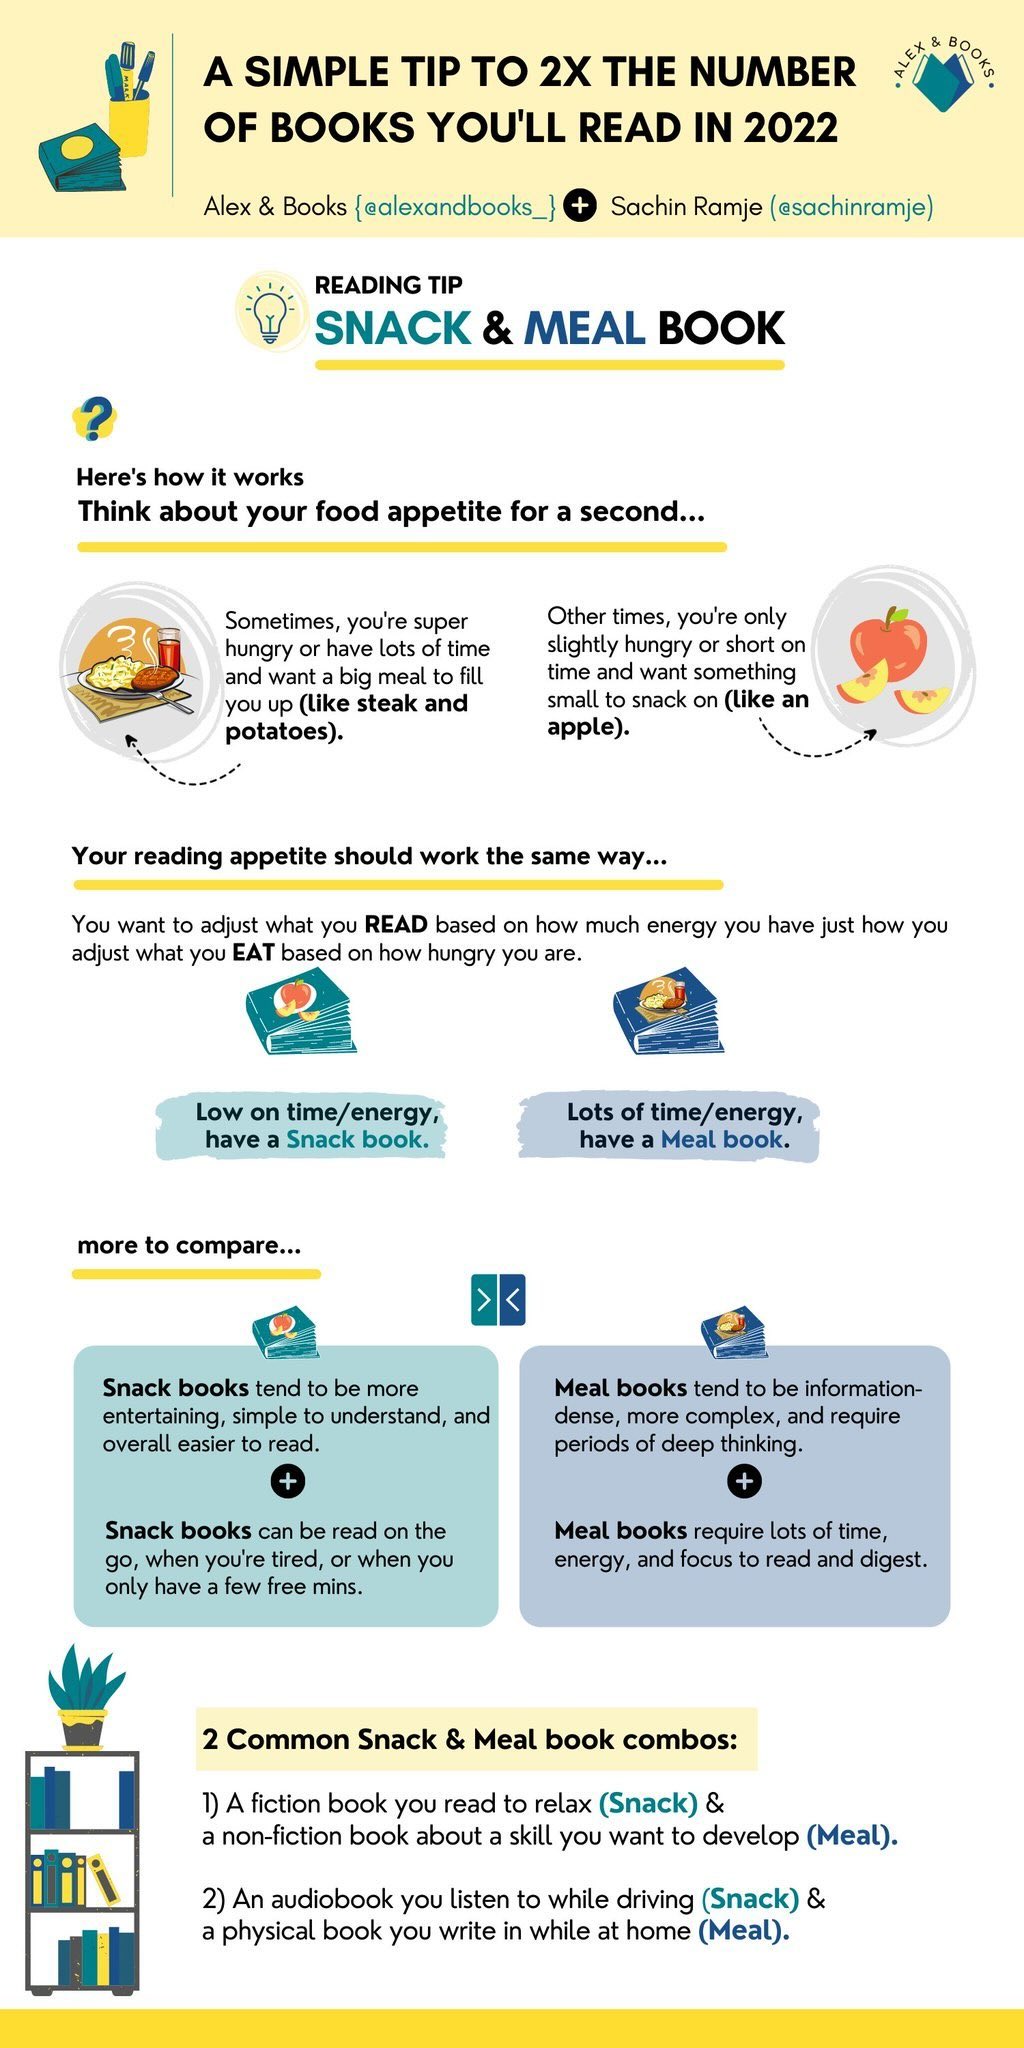 A SIMPLE TIP TO 2X THE NUMBER
OF BOOKS YOU'LL READ IN 2022
ALEX & BOOKS
Alex & Books {@alexandbooks_} + Sachin Ramje (@sachinramje)
READING TIP
SNACK & MEAL BOOK
?
Here's how it works
Think about your food appetite for a second...
Sometimes, you're super
hungry or have lots of time
and want a big meal to fill
you up (like steak and
potatoes).
Other times, you're only
slightly hungry or short on
time and want something
small to snack on (like an
apple).
Your reading appetite should work the same way...
You want to adjust what you READ based on how much energy you have just how you
adjust what you EAT based on how hungry you are.
Low on time/energy,
have a Snack book.
Lots of time/energy,
have a Meal book.
more to compare...
Snack books tend to be more
entertaining, simple to understand, and
overall easier to read.
+
Snack books can be read on the
go, when you're tired, or when you
only have a few free mins.
Meal books tend to be information-
dense, more complex, and require
periods of deep thinking.
+
Meal books require lots of time,
energy, and focus to read and digest.
2 Common Snack & Meal book combos:
1) A fiction book you read to relax (Snack) &
a non-fiction book about a skill you want to develop (Meal).
2) An audiobook you listen to while driving (Snack) &
a physical book you write in while at home (Meal).